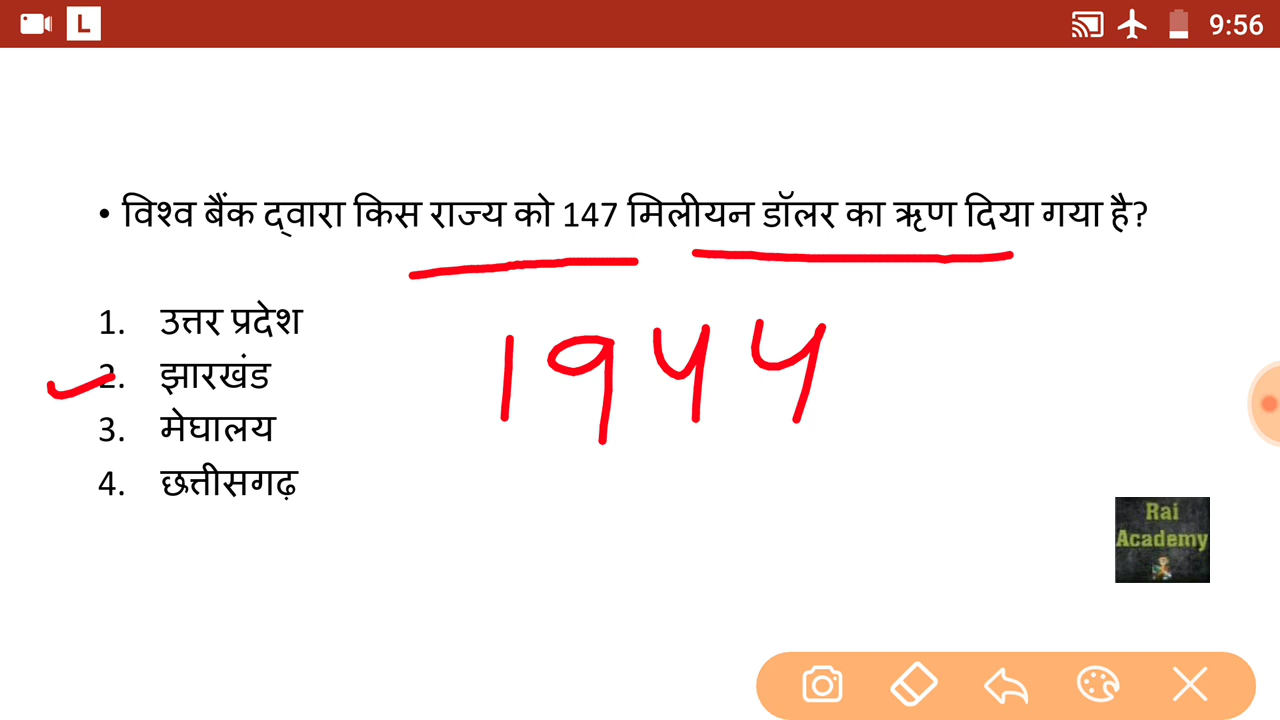 L 9:56
• विश्व बैंक द्वारा किस राज्य को 147 मिलीयन डॉलर का ऋण दिया गया है?
1. उत्तर प्रदेश
2. झारखंड
3. मेघालय
4. छत्तीसगढ़
1944
Rai
Academy